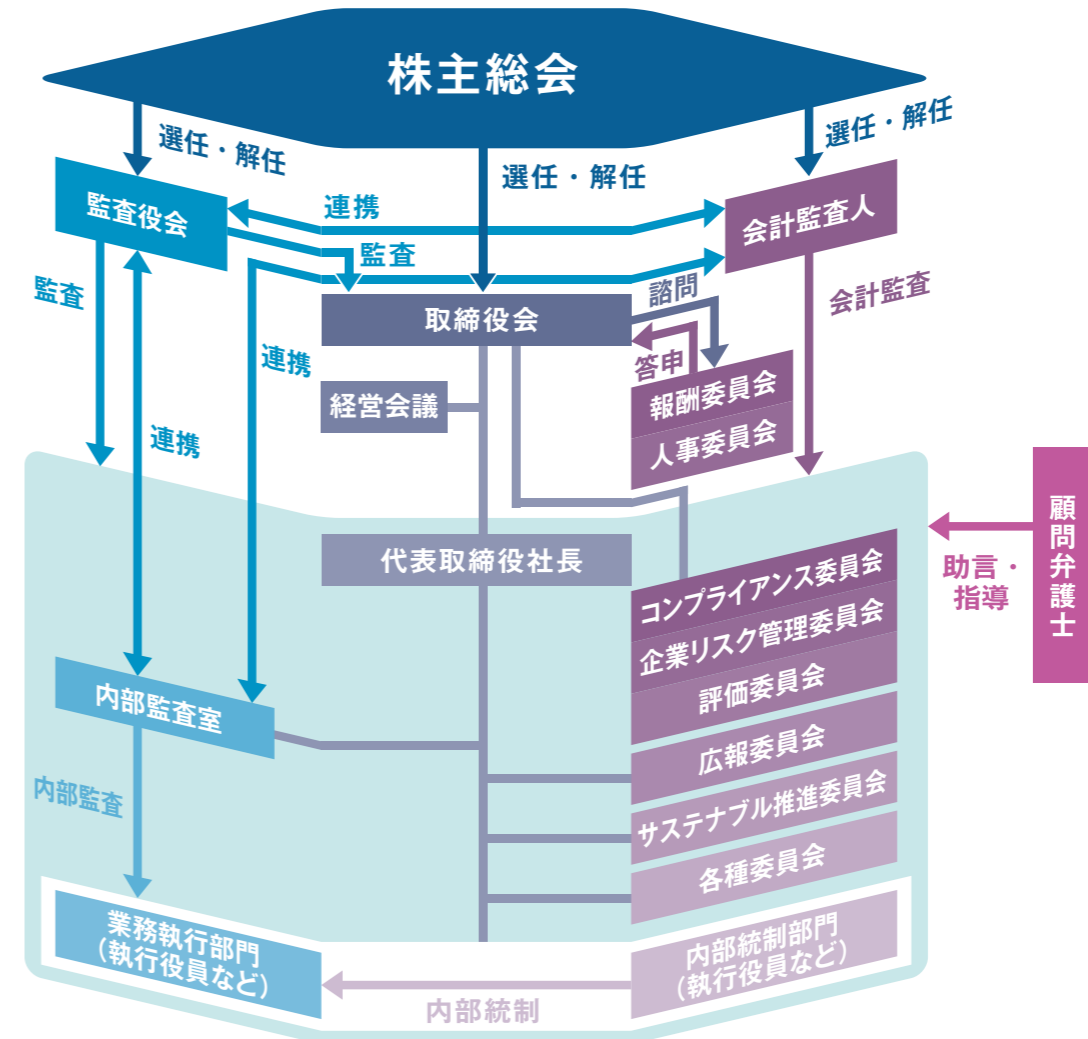 株主総会
選任・解任
選任・解任
選任・解任
監査役会
連携
会計監査人
監査
監査
取締役会
諮問
会計監査
答申
連携
経営会議
報酬委員会
人事委員会
連携
顧問弁護士
助言・
指導
代表取締役社長
コンプライアンス委員会
企業リスク管理委員会
評価委員会
内部監査室
広報委員会
内部監査
サステナブル推進委員会
各種委員会
業務執行部門
(執行役員など)
内部統制部門
(執行役員など)
内部統制